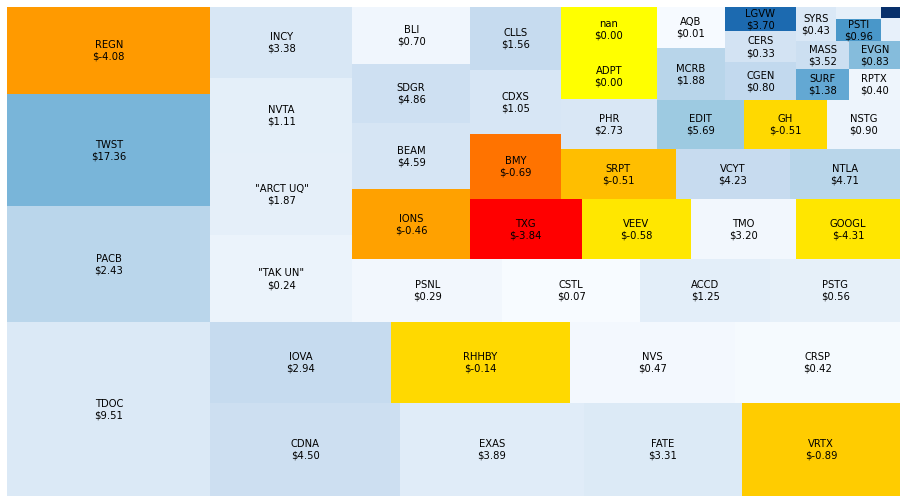 REGN
$-4.08
TWST
$17.36
PACB
$2.43
TDOC
$9.51
INCY
$3.38
NVTA
$1.11
"ARCT UQ"
$1.87
"TAK UN"
$0.24
BLI
$0.70
SDGR
$4.86
BEAM
$4.59
IONS
$-0.46
CLLS
$1.56
CDXS
$1.05
BMY
$-0.69
TXG
$-3.84
nan
$0.00
ADPT
$0.00
PHR
$2.73
SRPT
$-0.51
VEEV
$-0.58
AQB
$0.01
MCRB
$1.88
EDIT
$5.69
VCYT
$4.23
TMO
$3.20
LGVW
$3.70
CERS
$0.33
CGEN
$0.80
GH
$-0.51
SYRS
$0.43
PSTI
$0.96
MASS
$3.52
EVGN
$0.83
SURF
$1.38
RPTX
$0.40
NSTG
$0.90
NTLA
$4.71
GOOGL
$-4.31
PSNL
$0.29
CSTL
$0.07
ACCD
$1.25
PSTG
$0.56
IOVA
$2.94
RHHBY
$-0.14
NVS
$0.47
CRSP
$0.42
CDNA
$4.50
EXAS
$3.89
FATE
$3.31
VRTX
$-0.89